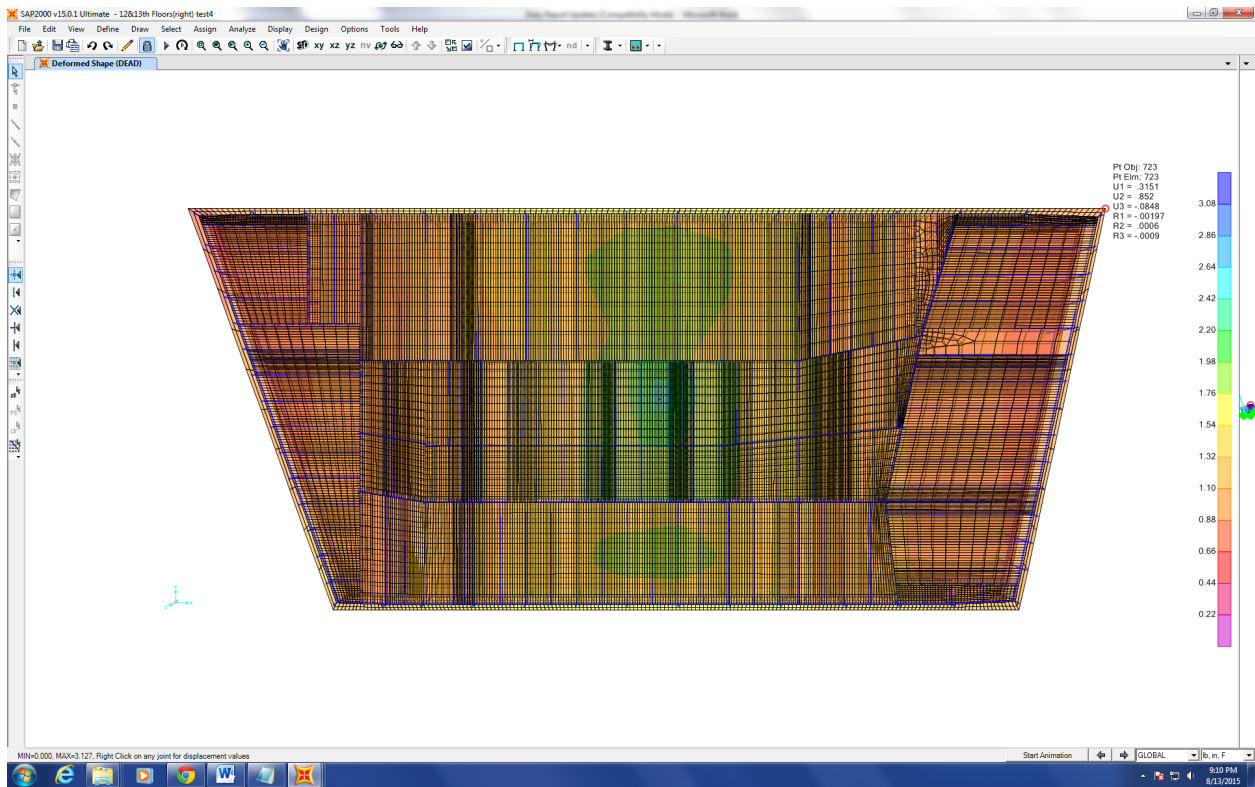 SAP2000 v15.0.1 Ultimate - 12&13th Floors(right) test4
File Edit View Define Draw Select Assign Analyze Display Design Options Tools Help
xy xz yz nv nd
Deformed Shape (DEAD)
Pt Obj: 723
Pt Elm: 723
U1 = .3151
U2 = .852
U3 = -.0848
R1 = -.00197
R2 = .0006
R3 = -.0009
3.08
2.86
2.64
2.42
2.20
1.98
1.76
1.54
1.32
1.10
0.88
0.66
0.44
0.22
MIN=0.000, MAX=3.127, Right Click on any joint for displacement values
Start Animation
GLOBAL
lb, in, F
9:10 PM
8/13/2015